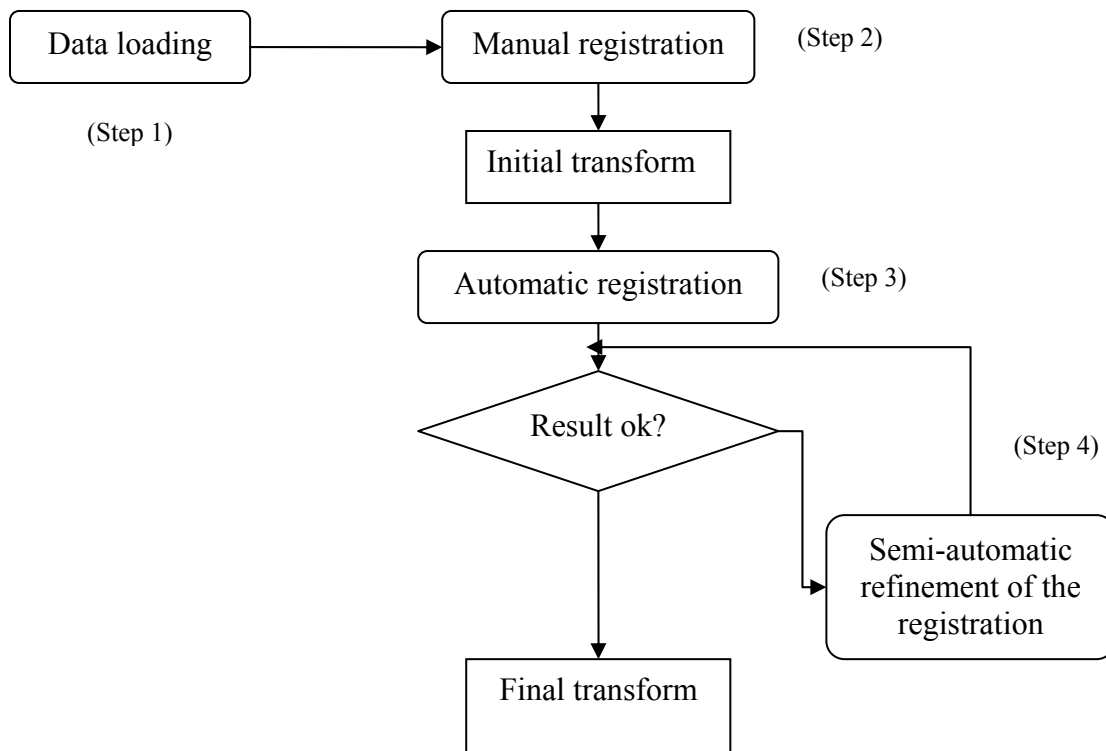 Data loading
Manual registration
(Step 2)
(Step 1)
Initial transform
Automatic registration
(Step 3)
Result ok?
(Step 4)
Semi-automatic
refinement of the
registration
Final transform